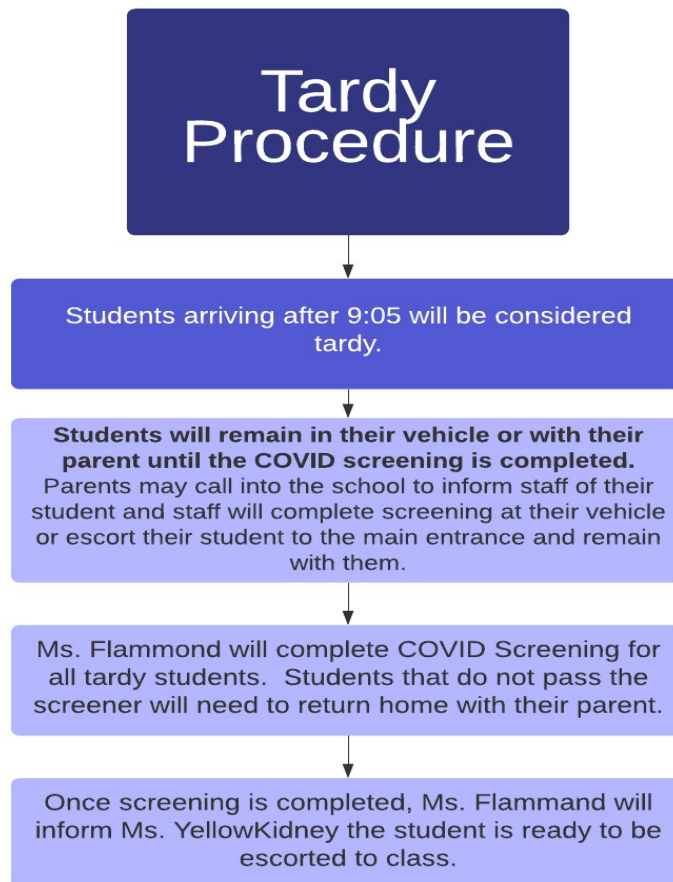 Tardy
Procedure
Students arriving after 9:05 will be considered
tardy.
Students will remain in their vehicle or with their
parent until the COVID screening is completed.
Parents may call into the school to inform staff of their
student and staff will complete screening at their vehicle
or escort their student to the main entrance and remain
with them.
Ms. Flammond will complete COVID Screening for
all tardy students.  Students that do not pass the
screener will need to return home with their parent.
Once screening is completed, Ms. Flammand will
inform Ms. YellowKidney the student is ready to be
escorted to class.